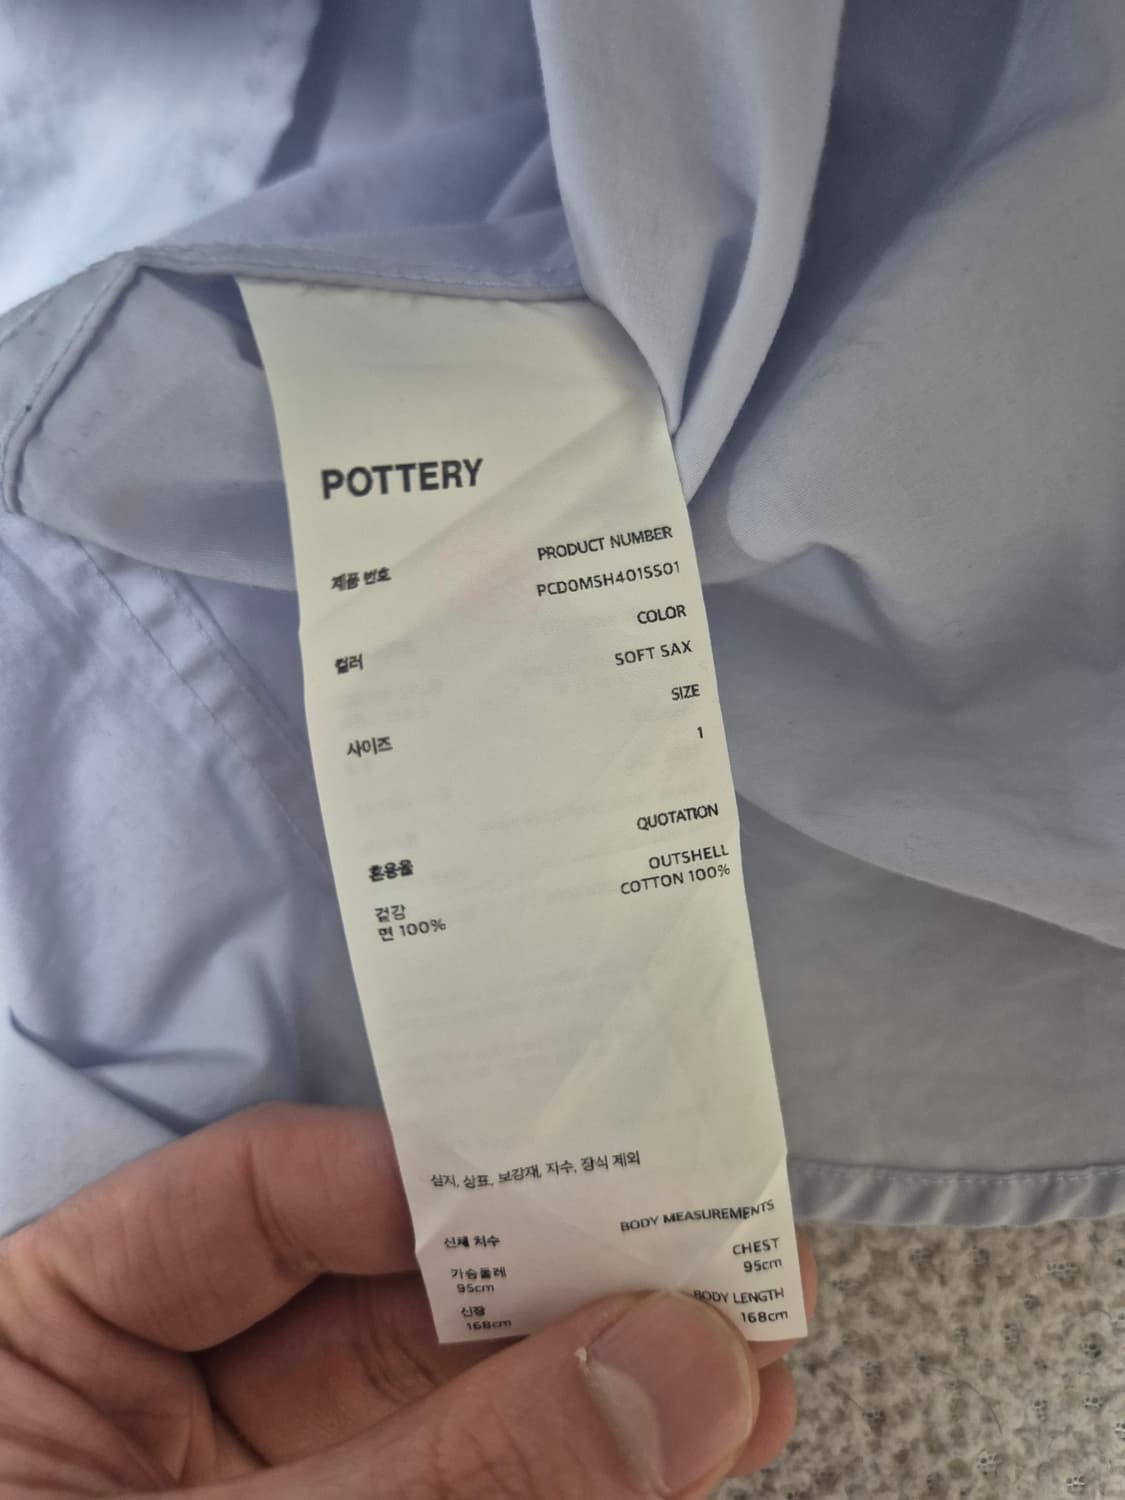 POTTERY
제품 번호 PRODUCT NUMBER
PCD0MSH401SS01
컬러 COLOR
SOFT SAX
사이즈 SIZE
1
혼용율 QUOTATION
겉감 OUTSHELL
면 100% COTTON 100%
심지, 상표, 보강재, 자수, 장식 제외
신체 치수 BODY MEASUREMENTS
가슴둘레 CHEST
95cm 95cm
신장 BODY LENGTH
168cm 168cm